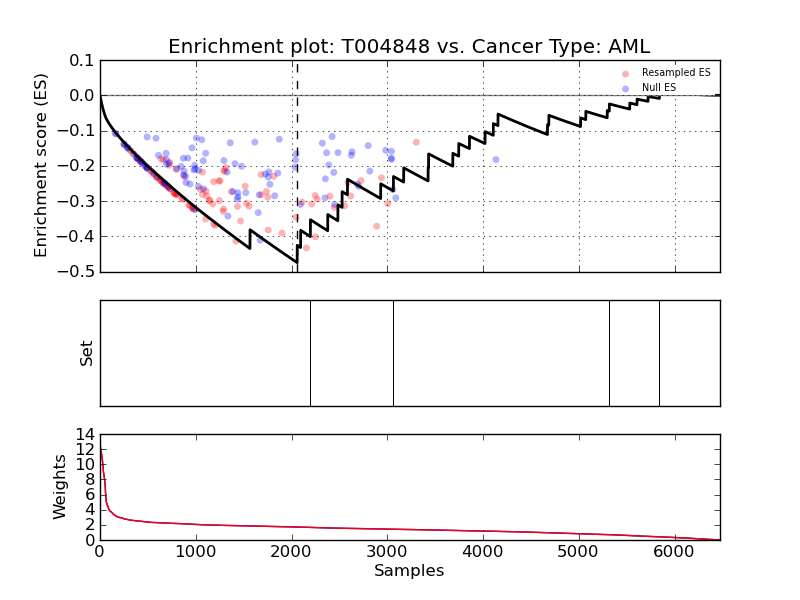 Enrichment plot: T004848 vs. Cancer Type: AML
Enrichment score (ES)
0.1
0.0
−0.1
−0.2
−0.3
−0.4
−0.5
Resampled ES
Null ES
Set
Weights
14
12
10
8
6
4
2
0
0 1000 2000 3000 4000 5000 6000
Samples